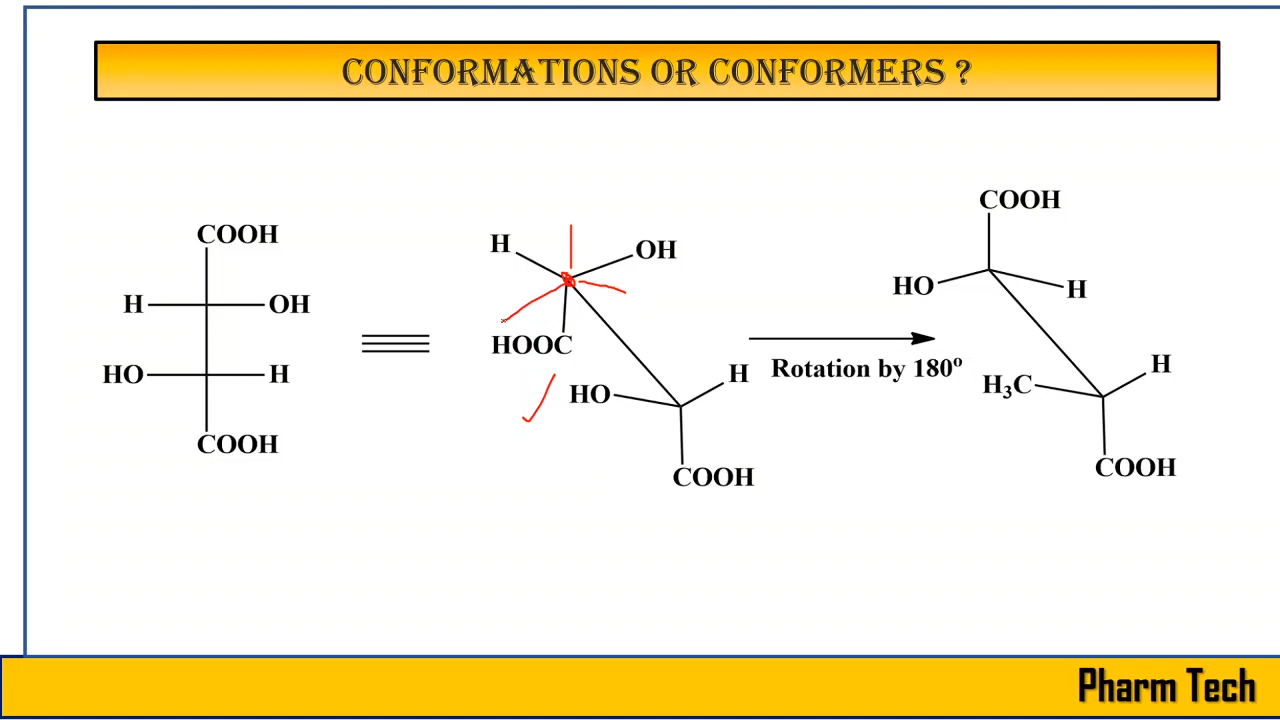 CONFORMATIONS OR CONFORMERS ?
COOH
H OH
HO H
COOH
H OH
HOOC
HO H
COOH
Rotation by 180º
COOH
HO H
H₃C H
COOH
Pharm Tech